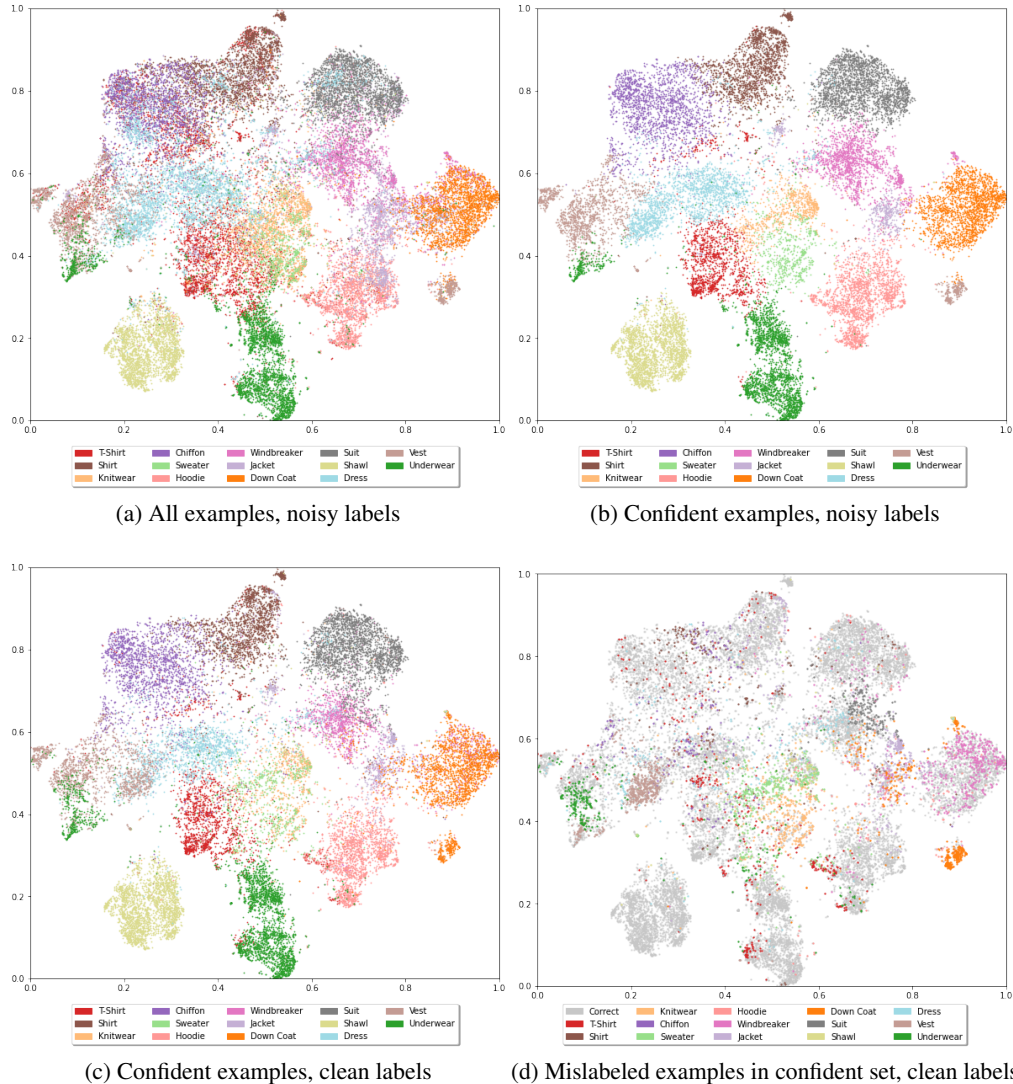 1.0
0.8
0.6
0.4
0.2
0.0
0.0 0.2 0.4 0.6 0.8 1.0
T-Shirt Chiffon Windbreaker Suit Vest
Shirt Sweater Jacket Shawl Underwear
Knitwear Hoodie Down Coat Dress
(a) All examples, noisy labels
1.0
0.8
0.6
0.4
0.2
0.0
0.0 0.2 0.4 0.6 0.8 1.0
T-Shirt Chiffon Windbreaker Suit Vest
Shirt Sweater Jacket Shawl Underwear
Knitwear Hoodie Down Coat Dress
(b) Confident examples, noisy labels
1.0
0.8
0.6
0.4
0.2
0.0
0.0 0.2 0.4 0.6 0.8 1.0
T-Shirt Chiffon Windbreaker Suit Vest
Shirt Sweater Jacket Shawl Underwear
Knitwear Hoodie Down Coat Dress
(c) Confident examples, clean labels
1.0
0.8
0.6
0.4
0.2
0.0
0.0 0.2 0.4 0.6 0.8 1.0
Correct Knitwear Hoodie Down Coat Dress
T-Shirt Chiffon Windbreaker Suit Vest
Shirt Sweater Jacket Shawl Underwear
(d) Mislabeled examples in confident set, clean labels